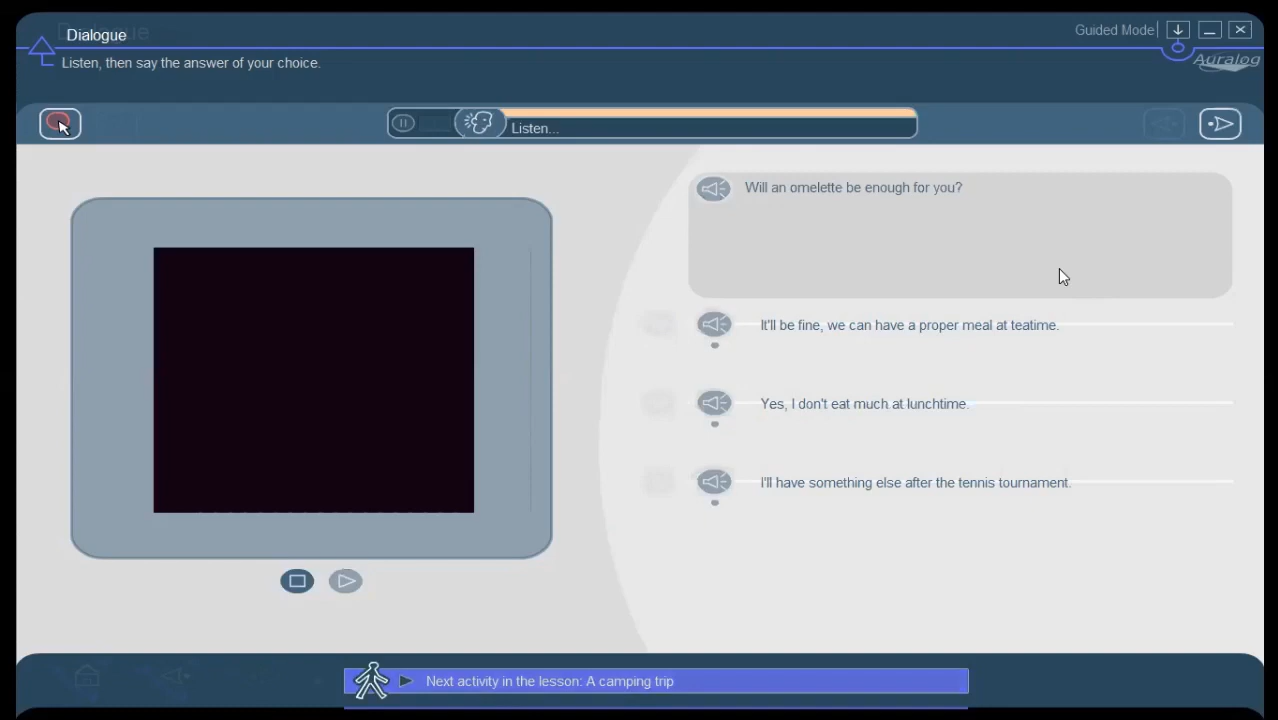 Dialogue
Guided Mode
Listen, then say the answer of your choice.
Auralog
Listen...
Will an omelette be enough for you?
It'll be fine, we can have a proper meal at teatime.
Yes, I don't eat much at lunchtime.
I'll have something else after the tennis tournament.
Next activity in the lesson: A camping trip